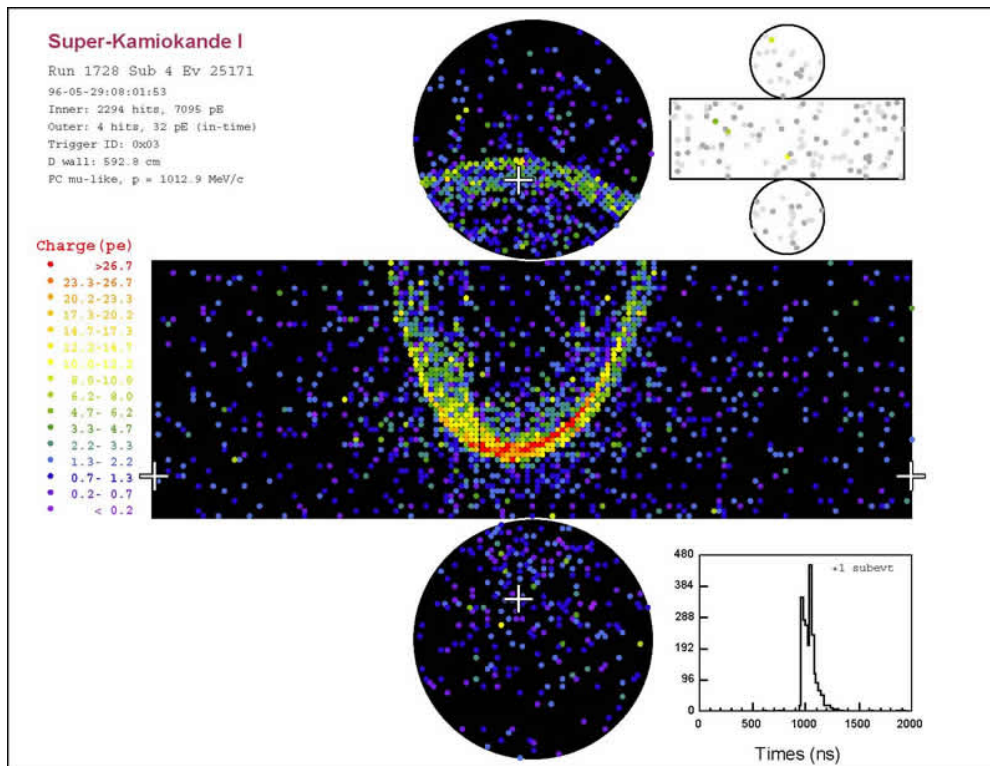 Super-Kamiokande I
Run 1728 Sub 4 Ev 25171
96-05-29:08:01:53
Inner: 2294 hits, 7095 pE
Outer: 4 hits, 32 pE (in-time)
Trigger ID: 0x03
D wall: 592.8 cm
FC mu-like, p = 1012.9 MeV/c
Charge(pe)
>26.7
23.3-26.7
20.2-23.3
17.3-20.2
14.7-17.3
12.2-14.7
10.0-12.2
8.0-10.0
6.2- 8.0
4.7- 6.2
3.3- 4.7
2.2- 3.3
1.3- 2.2
0.7- 1.3
0.2- 0.7
< 0.2
480
384
288
192
96
0
+1 subevt
0 500 1000 1500 2000
Times (ns)